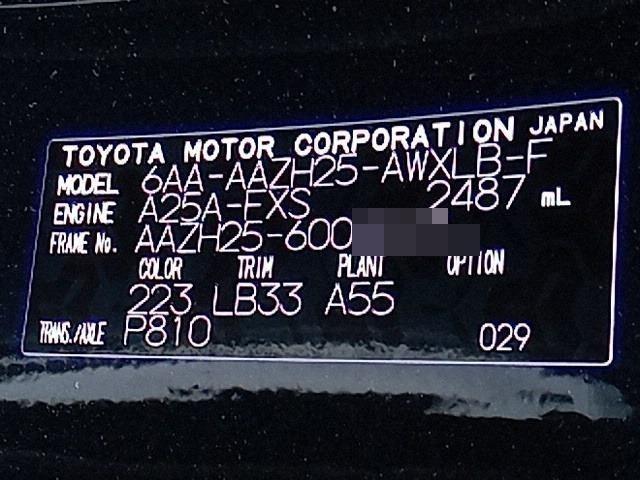 TOYOTA MOTOR CORPORATION JAPAN
MODEL 6AA-AAZH25-AWXLB-F
ENGINE A25A-FXS 2487 mL
FRAME No. AAZH25-600
COLOR TRIM PLANT OPTION
223 LB33 A55
TRANS./AXLE P810 029